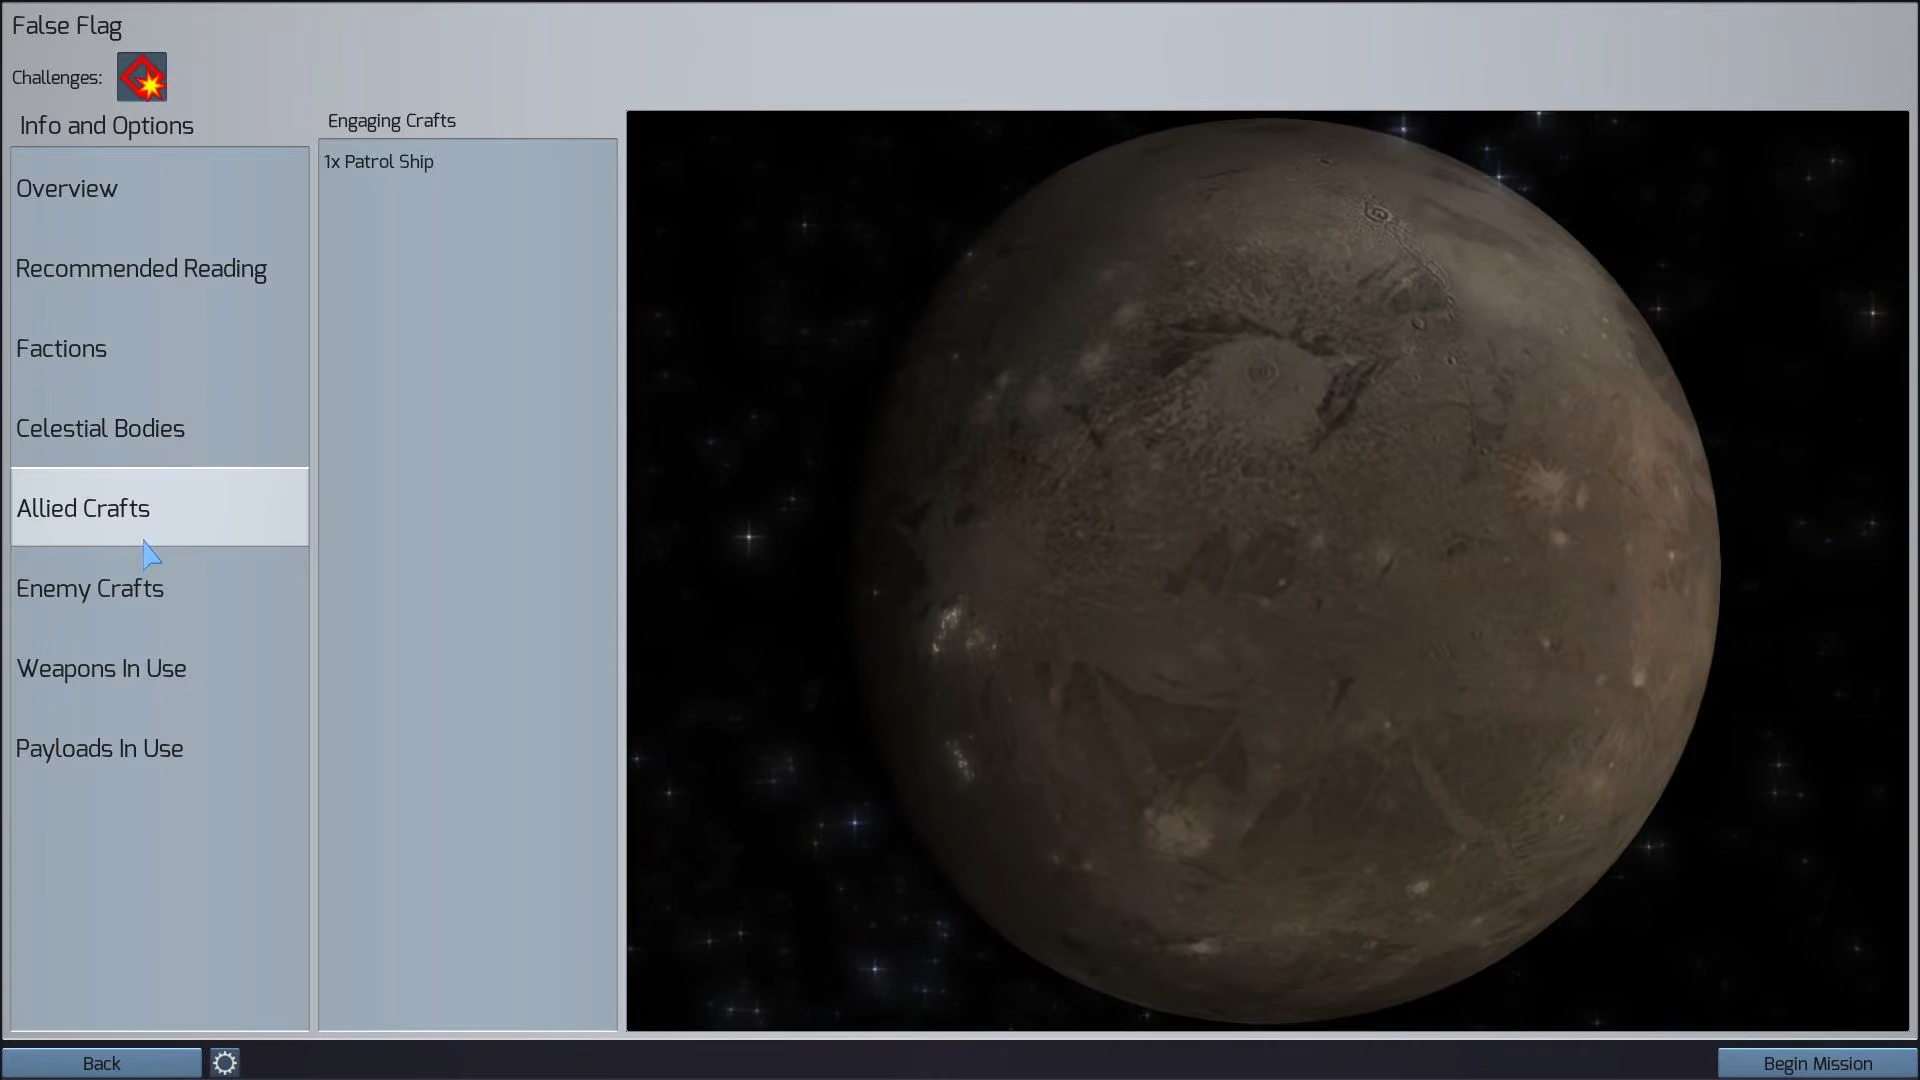 False Flag
Challenges:
Info and Options
Overview
Recommended Reading
Factions
Celestial Bodies
Allied Crafts
Enemy Crafts
Weapons In Use
Payloads In Use
Engaging Crafts
1x Patrol Ship
Back
Begin Mission